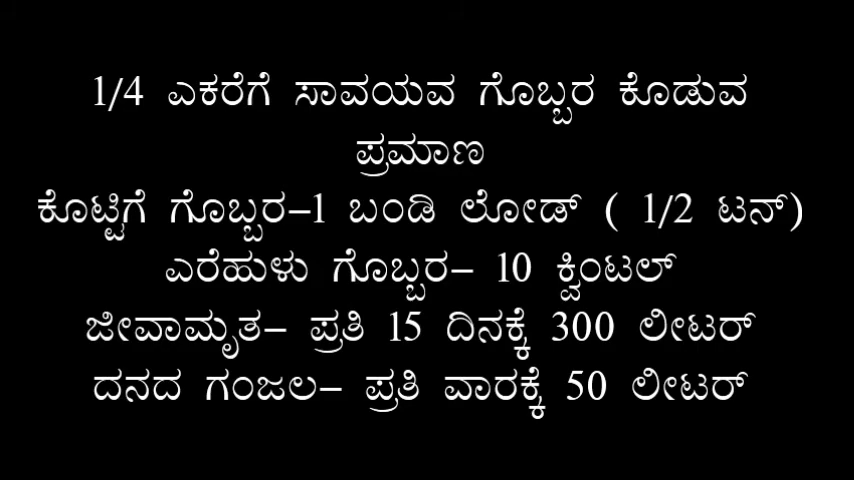 1/4 ಎಕರೆಗೆ ಸಾವಯವ ಗೊಬ್ಬರ ಕೊಡುವ
ಪ್ರಮಾಣ
ಕೊಟ್ಟಿಗೆ ಗೊಬ್ಬರ–1 ಬಂಡಿ ಲೋಡ್ ( 1/2 ಟನ್)
ಎರೆಹುಳು ಗೊಬ್ಬರ– 10 ಕ್ವಿಂಟಲ್
ಜೀವಾಮೃತ– ಪ್ರತಿ 15 ದಿನಕ್ಕೆ 300 ಲೀಟರ್
ದನದ ಗಂಜಲ– ಪ್ರತಿ ವಾರಕ್ಕೆ 50 ಲೀಟರ್